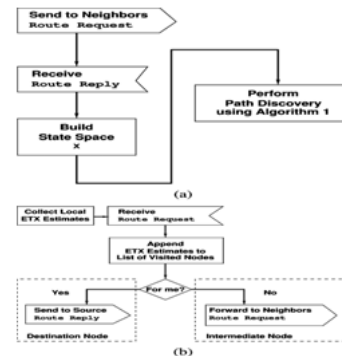 Send to Neighbors
Route Request
Receive
Route Reply
Build
State Space
x
Perform
Path Discovery
using Algorithm 1
(a)
Collect Local
ETX Estimates
Receive
Route Request
Append
ETX Estimates to
List of Visited Nodes
For me?
Yes
No
Send to Source
Route Reply
Forward to Neighbors
Route Request
Destination Node
Intermediate Node
(b)